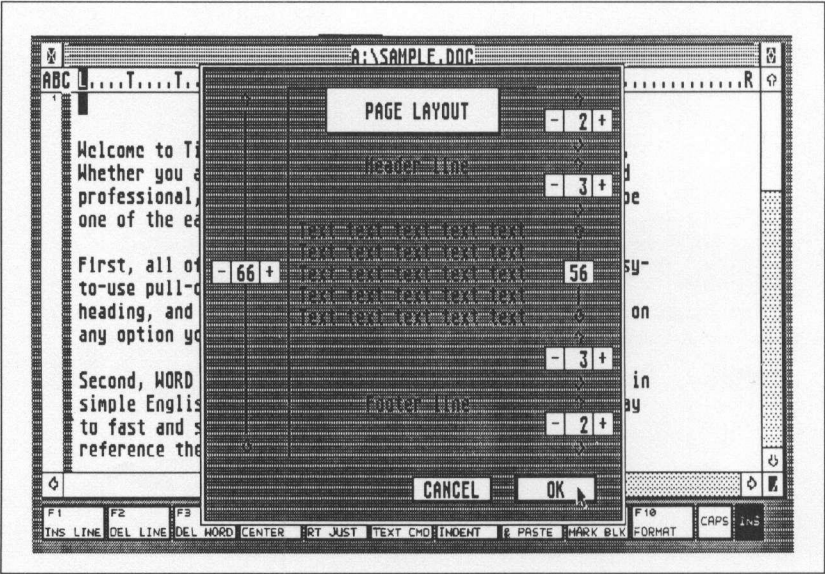 A:\SAMPLE.DOC
ABC L....T....T.
R
1
Welcome to Ti
Whether you a
professional,
one of the ea
First, all of
to-use pull-d
heading, and
any option yo
Second, WORD
simple Englis
to fast and s
reference the
PAGE LAYOUT
- 2 +
Header line
- 3 +
Text text text text text
Text text text text text
- 66 + Text text text text text 56
Text text text text text
Text text text text text
- 3 +
Footer line
- 2 +
CANCEL OK
.
d
be
sy-
on
in
ay
F1 F2 F3 F10
INS LINE DEL LINE DEL WORD CENTER RT JUST TEXT CMD INDENT PASTE MARK BLK FORMAT CAPS INS